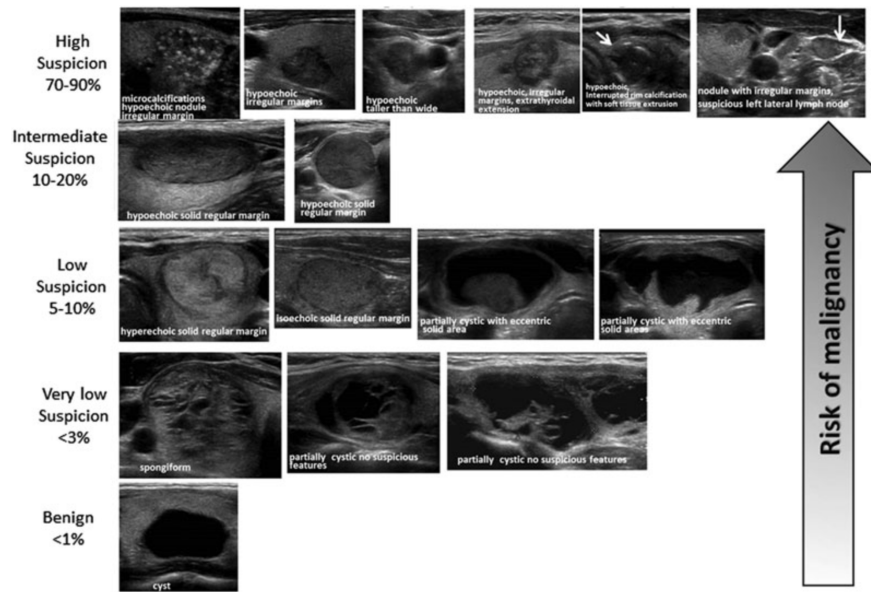 High
Suspicion
70-90%
microcalcifications
hypoechoic nodule
irregular margin
hypoechoic
irregular margins
hypoechoic
taller than wide
hypoechoic, irregular
margins, extrathyroidal
extension
hypoechoic,
Interrupted rim calcification
with soft tissue extrusion
nodule with irregular margins,
suspicious left lateral lymph node
Intermediate
Suspicion
10-20%
hypoechoic solid regular margin
hypoechoic solid
regular margin
Low
Suspicion
5-10%
hyperechoic solid regular margin
isoechoic solid regular margin
partially cystic with eccentric
solid area
partially cystic with eccentric
solid areas
Very low
Suspicion
<3%
spongiform
partially cystic no suspicious
features
partially cystic no suspicious features
Benign
<1%
cyst
Risk of malignancy